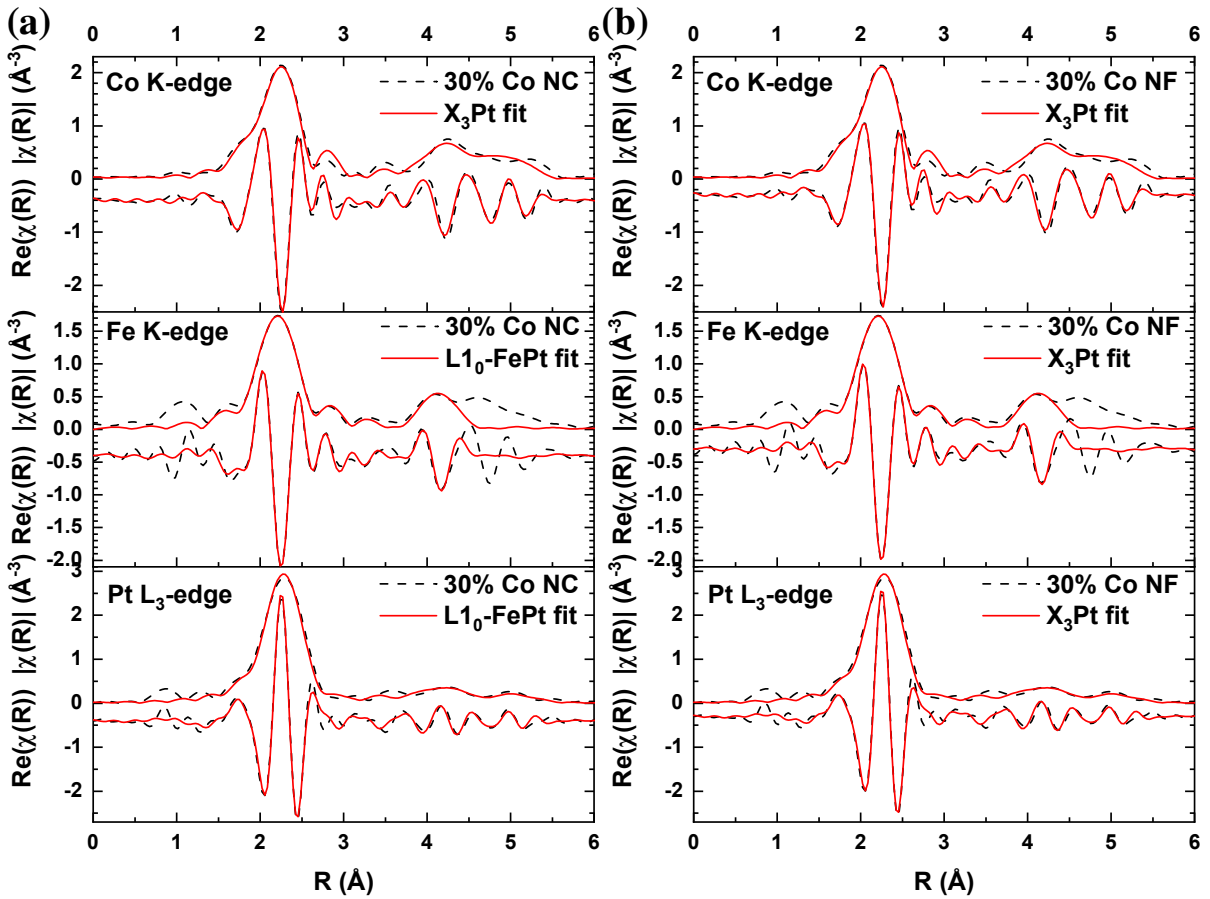 (a)
0 1 2 3 4 5 6
Co K-edge
30% Co NC
X₃Pt fit
2
1
0
-1
-2
Re(χ(R)) |χ(R)| (Å⁻³)
Fe K-edge
30% Co NC
L1₀-FePt fit
1.5
1.0
0.5
0.0
-0.5
-1.0
-1.5
-2.0
Re(χ(R)) |χ(R)| (Å⁻³)
Pt L₃-edge
30% Co NC
L1₀-FePt fit
3
2
1
0
-1
-2
Re(χ(R)) |χ(R)| (Å⁻³)
0 1 2 3 4 5 6
R (Å)
(b)
0 1 2 3 4 5 6
Co K-edge
30% Co NF
X₃Pt fit
2
1
0
-1
-2
Re(χ(R)) |χ(R)| (Å⁻³)
Fe K-edge
30% Co NF
X₃Pt fit
1.5
1.0
0.5
0.0
-0.5
-1.0
-1.5
-2.0
Re(χ(R)) |χ(R)| (Å⁻³)
Pt L₃-edge
30% Co NF
X₃Pt fit
3
2
1
0
-1
-2
Re(χ(R)) |χ(R)| (Å⁻³)
0 1 2 3 4 5 6
R (Å)